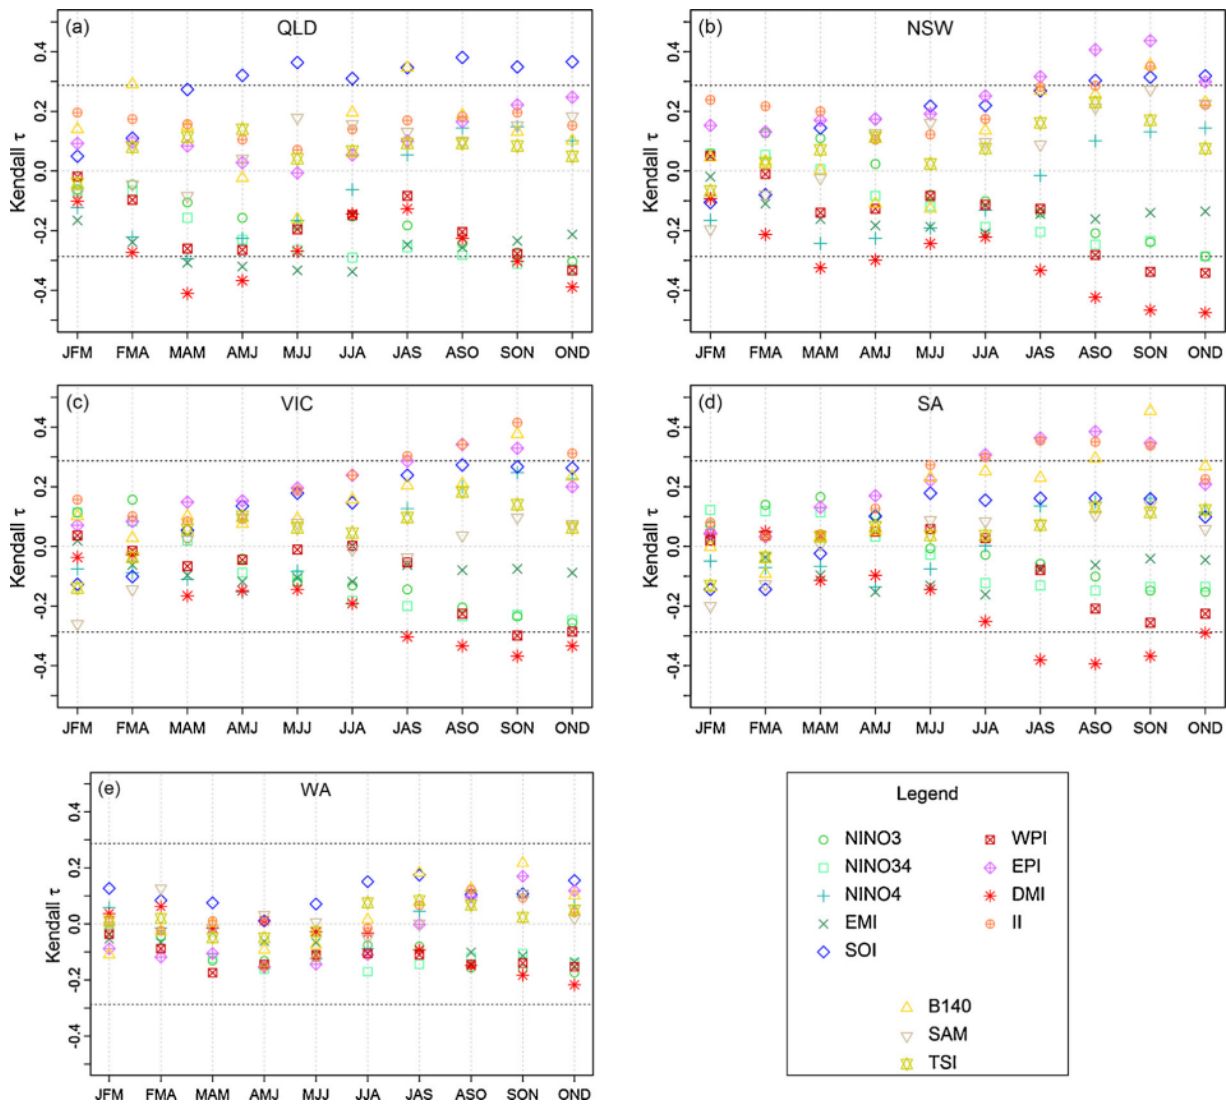 (a) QLD
Kendall τ
0.4
0.2
0.0
-0.2
-0.4
JFM FMA MAM AMJ MJJ JJA JAS ASO SON OND
(b) NSW
Kendall τ
0.4
0.2
0.0
-0.2
-0.4
JFM FMA MAM AMJ MJJ JJA JAS ASO SON OND
(c) VIC
Kendall τ
0.4
0.2
0.0
-0.2
-0.4
JFM FMA MAM AMJ MJJ JJA JAS ASO SON OND
(d) SA
Kendall τ
0.4
0.2
0.0
-0.2
-0.4
JFM FMA MAM AMJ MJJ JJA JAS ASO SON OND
(e) WA
Kendall τ
0.4
0.2
0.0
-0.2
-0.4
JFM FMA MAM AMJ MJJ JJA JAS ASO SON OND
Legend
NINO3 WPI
NINO34 EPI
NINO4 DMI
EMI II
SOI
B140
SAM
TSI